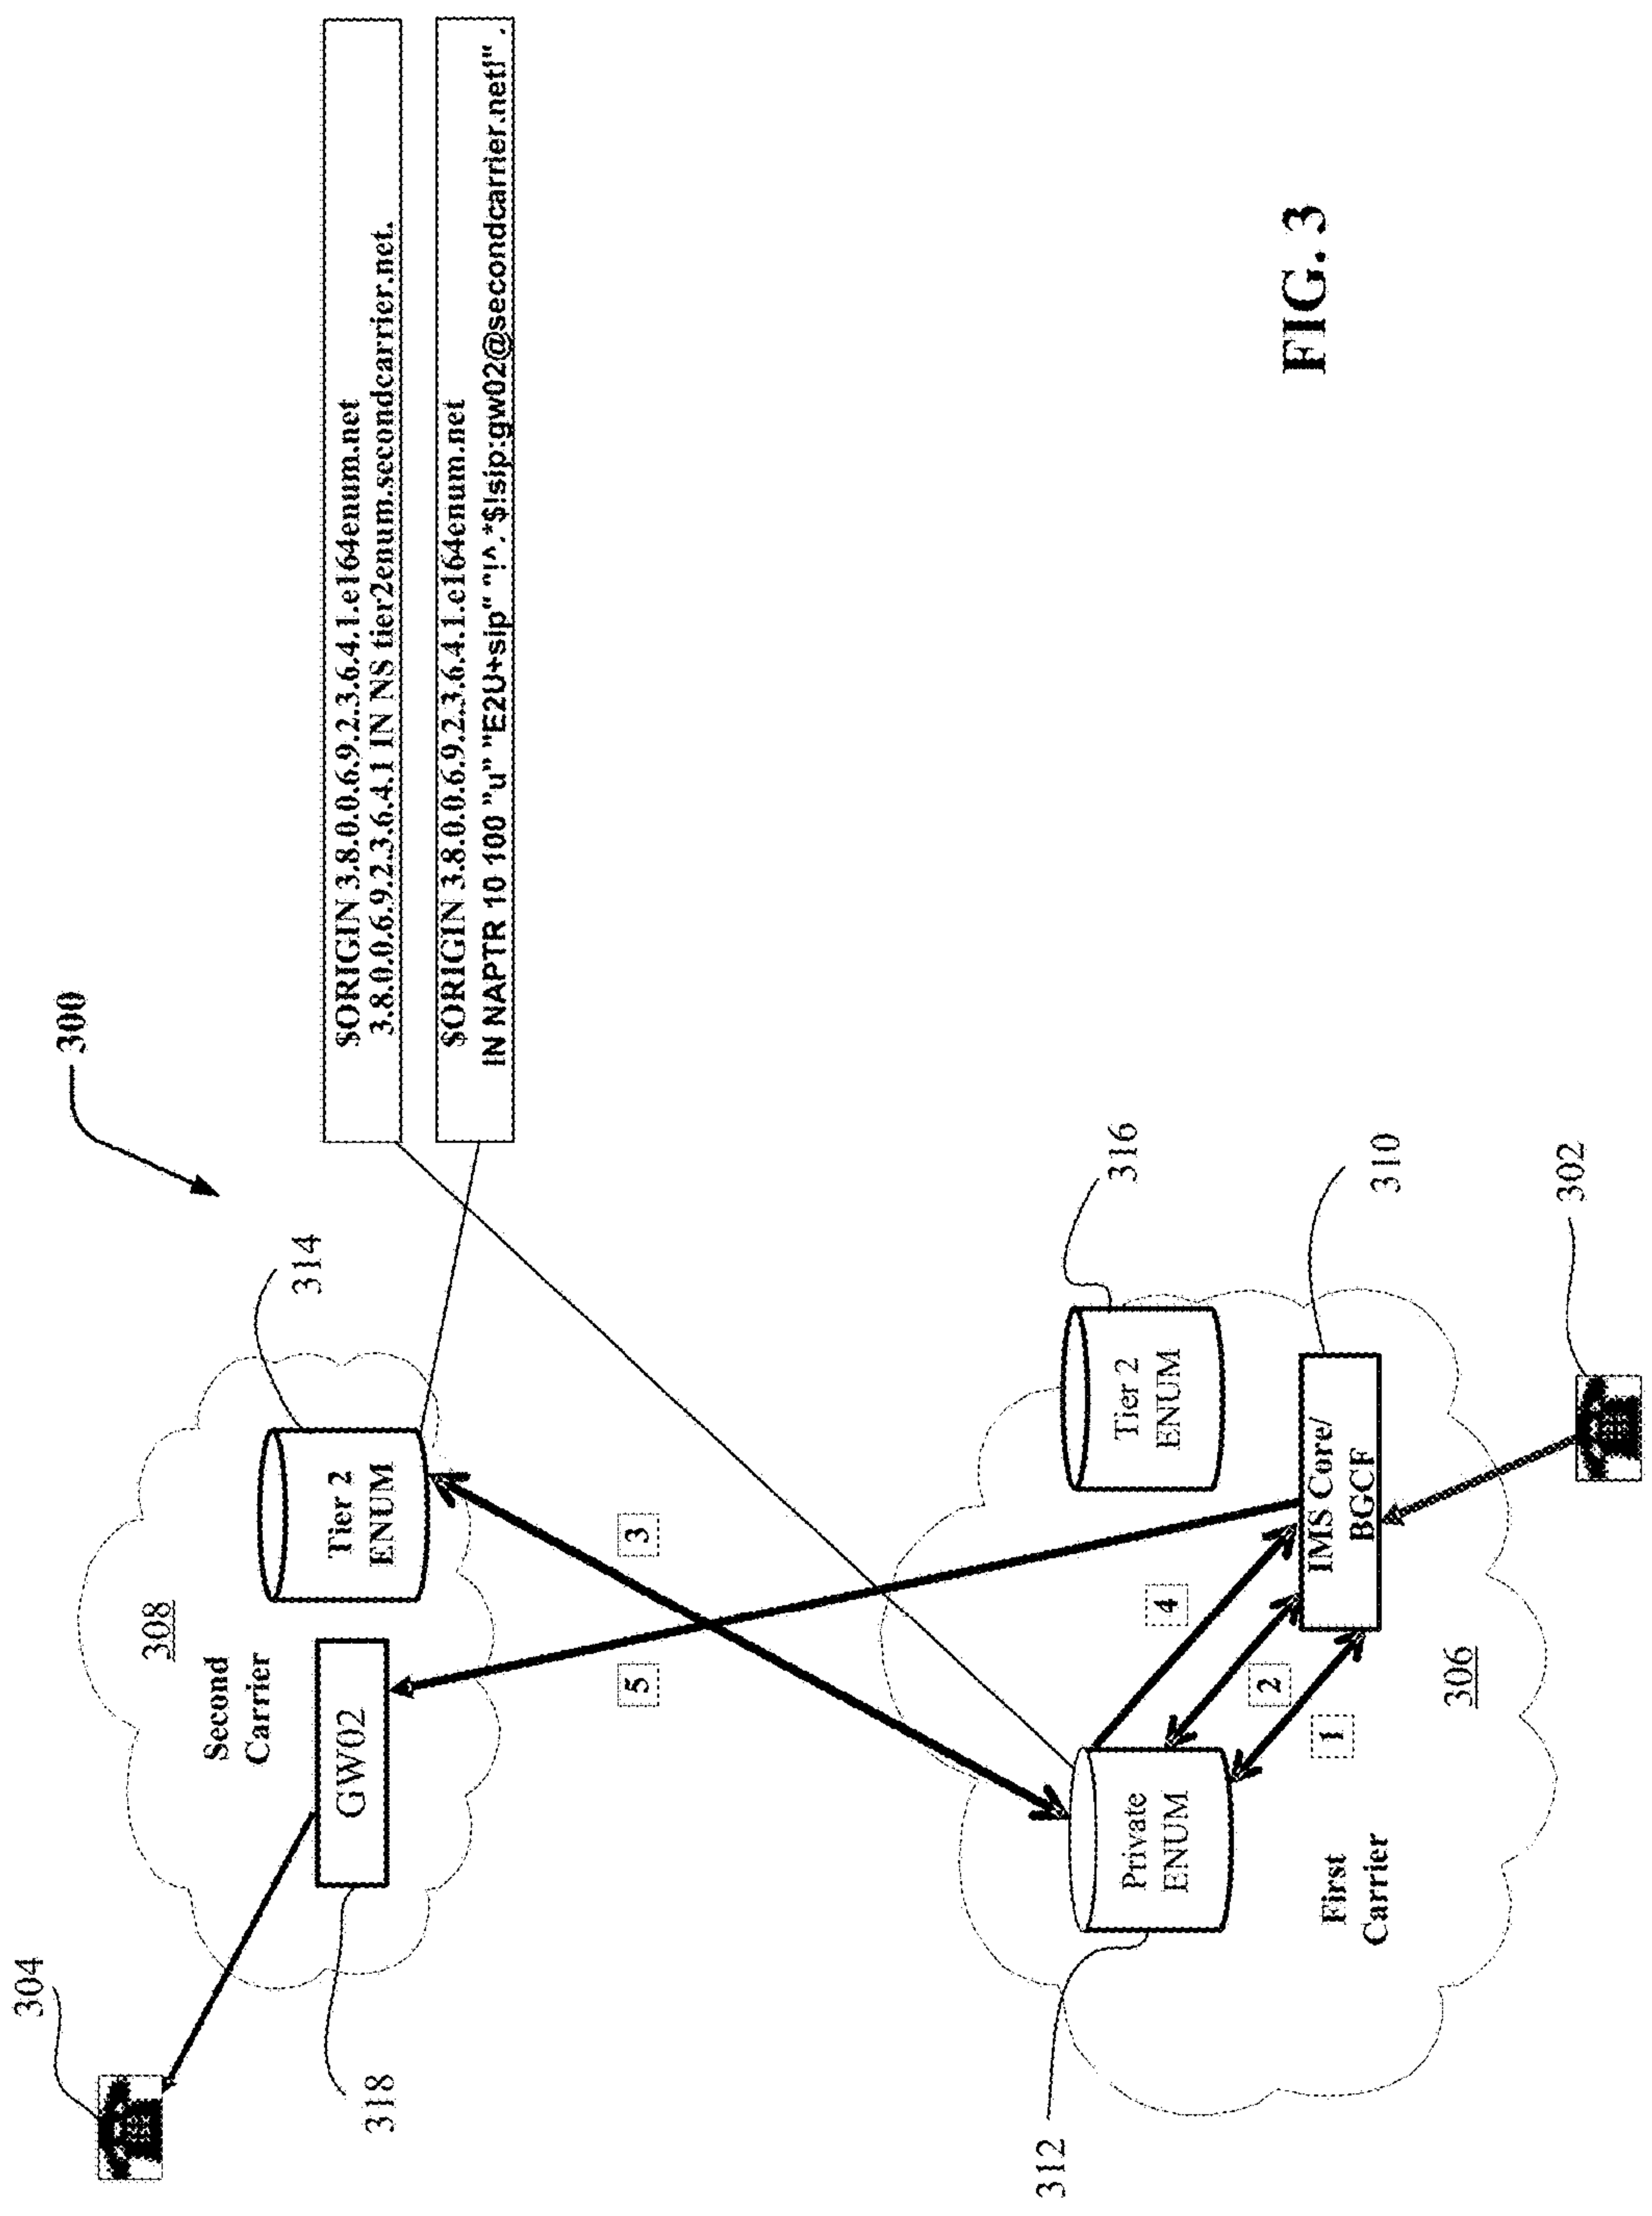 300
$ORIGIN 3.8.0.0.6.9.2.3.6.4.1.e164enum.net
3.8.0.0.6.9.2.3.6.4.1 IN NS tier2enum.secondcarrier.net.
$ORIGIN 3.8.0.0.6.9.2.3.6.4.1.e164enum.net
IN NAPTR 10 100 "u" "E2U+sip" "!^.*$!sip:gw02@secondcarrier.net!" .
304
318
Second
Carrier
308
GW02
Tier 2
ENUM
314
5
3
312
Private
ENUM
First
Carrier
306
1
2
4
Tier 2
ENUM
316
IMS Core/
BGCF
310
302
FIG. 3